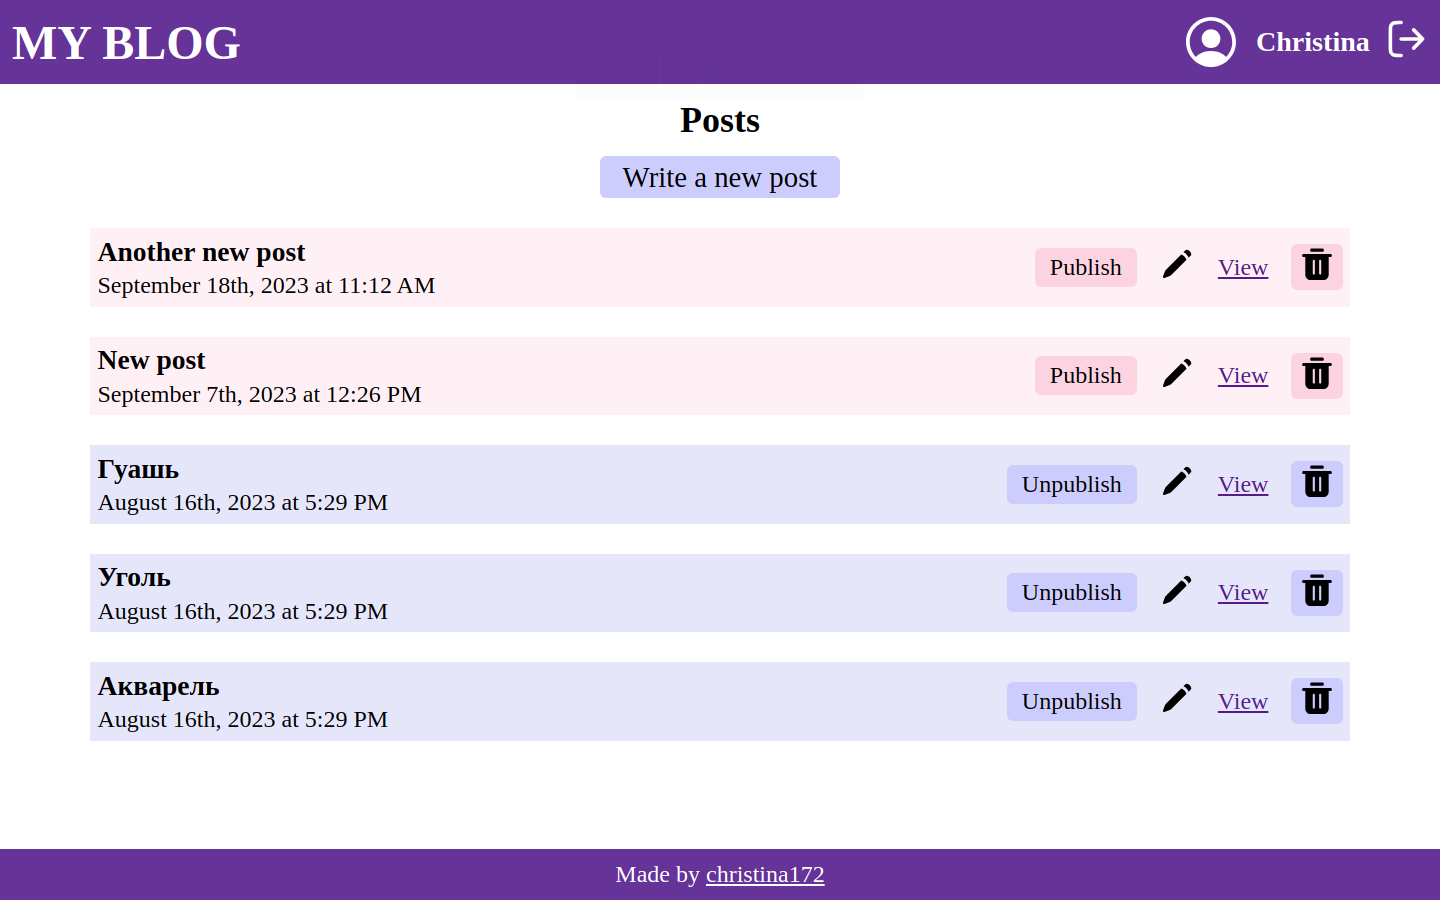 MY BLOG
Christina
Posts
Write a new post
Another new post
September 18th, 2023 at 11:12 AM
Publish
View
New post
September 7th, 2023 at 12:26 PM
Publish
View
Гуашь
August 16th, 2023 at 5:29 PM
Unpublish
View
Уголь
August 16th, 2023 at 5:29 PM
Unpublish
View
Акварель
August 16th, 2023 at 5:29 PM
Unpublish
View
Made by christina172